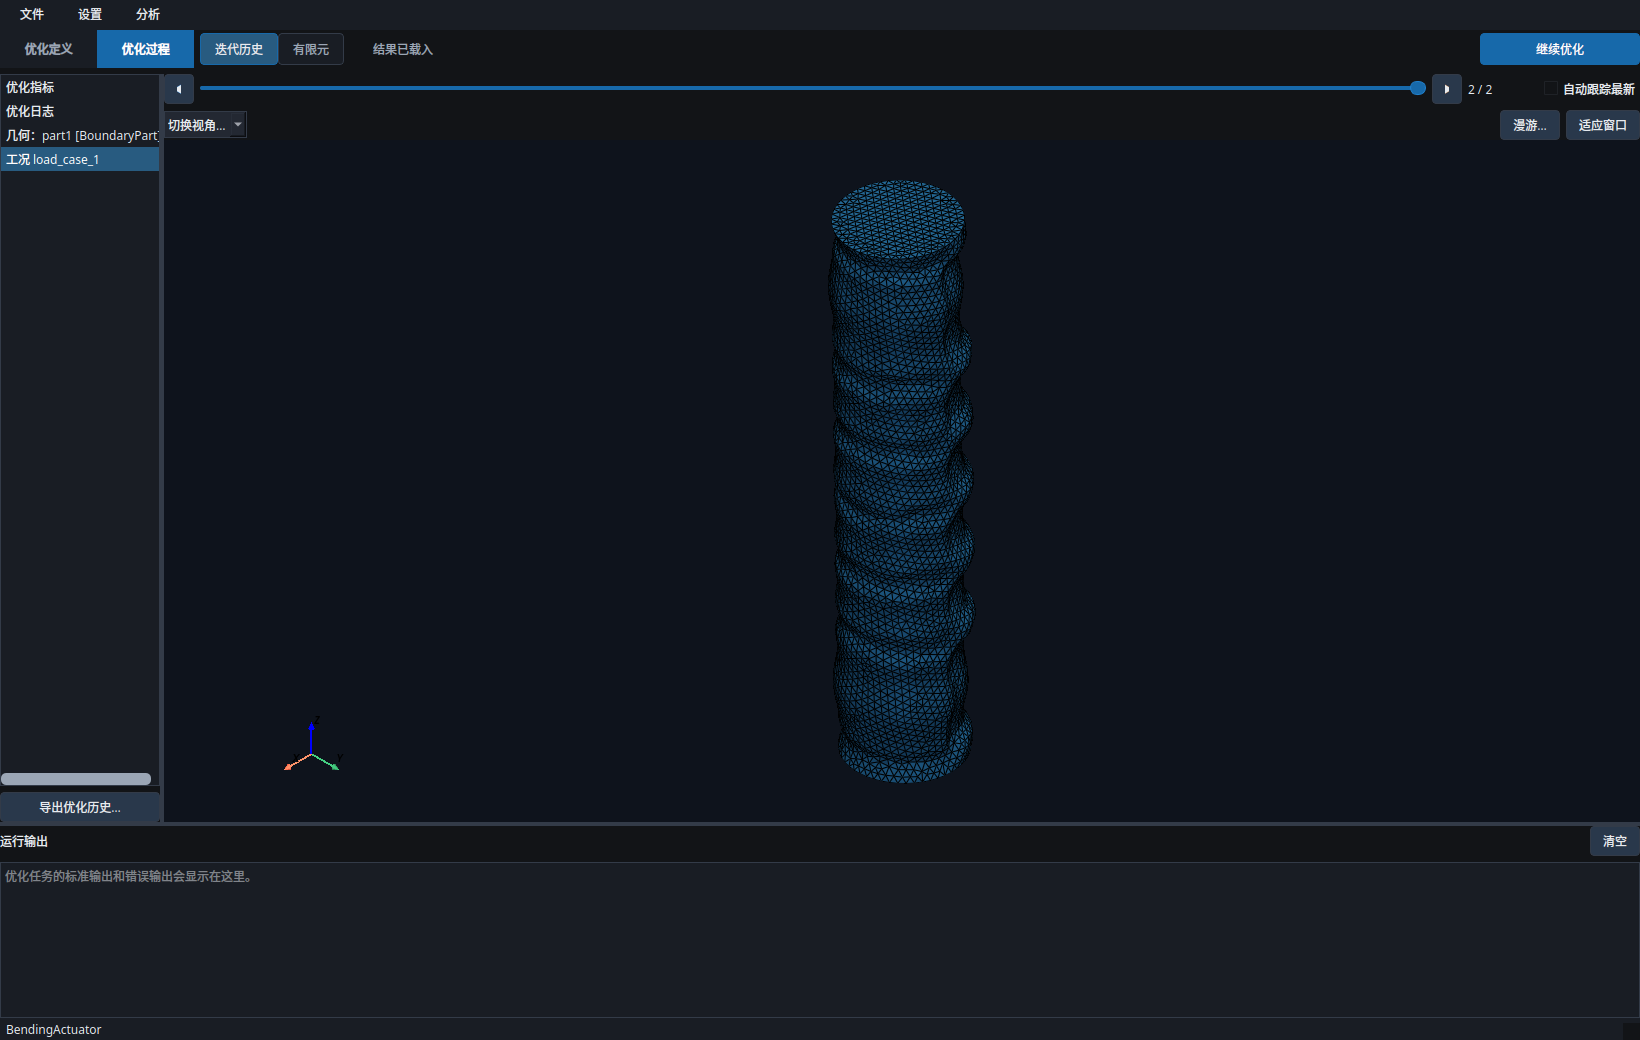 文件 设置 分析
优化定义 优化过程 迭代历史 有限元 结果已载入 继续优化
优化指标
优化日志
几何：part1 [BoundaryPart]
工况 load_case_1
2 / 2 自动跟踪最新
切换视角... 漫游... 适应窗口
Z
Y
导出优化历史...
运行输出 清空
优化任务的标准输出和错误输出会显示在这里。
BendingActuator